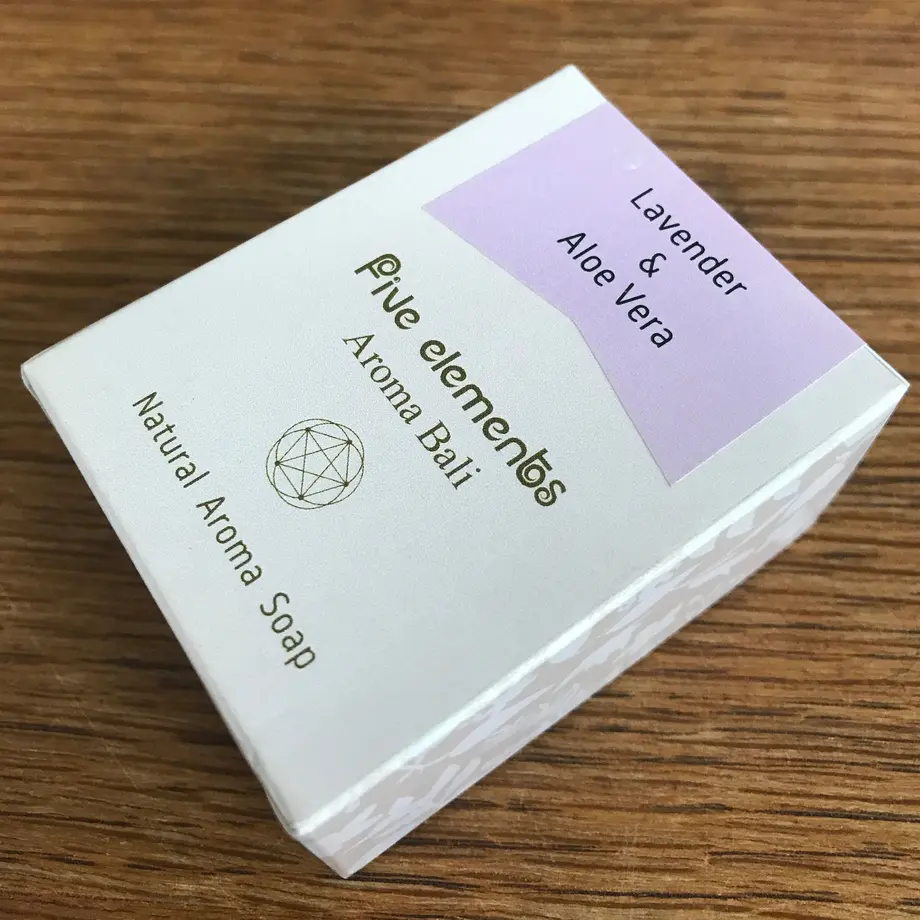 Lavender
&
Aloe Vera
Five elements
Aroma Bali
Natural Aroma Soap